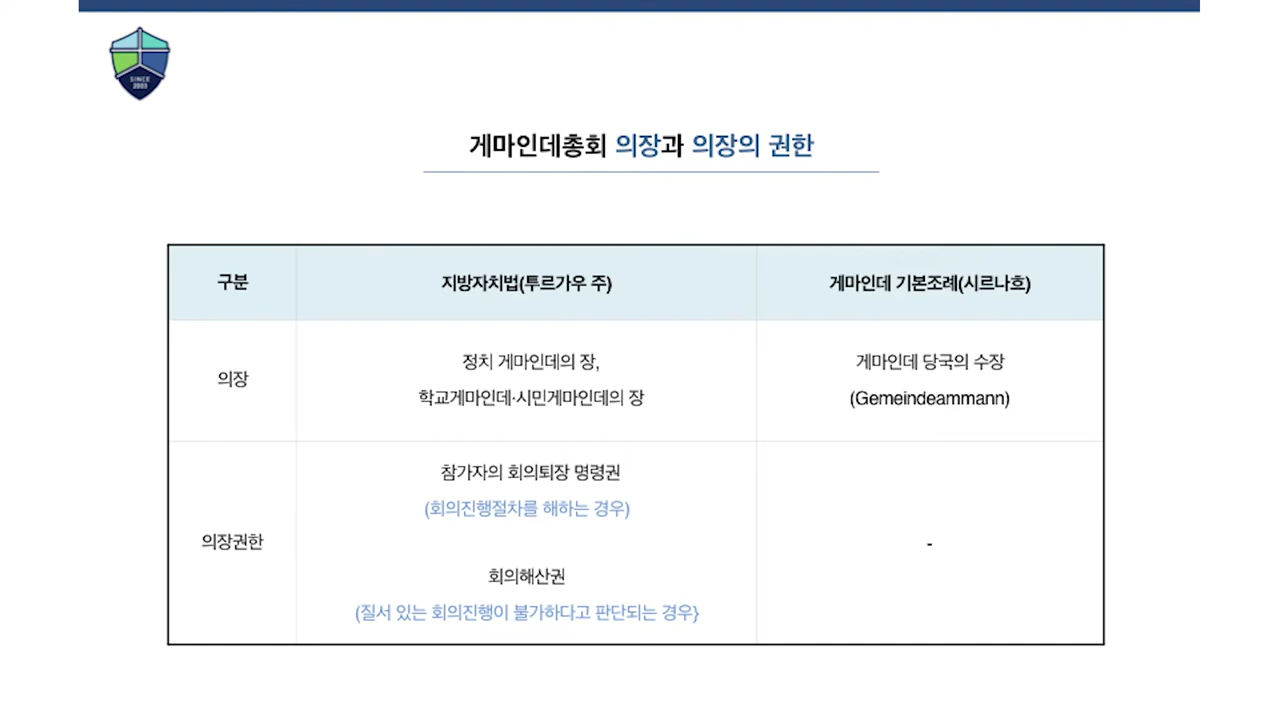 SINCE
2003
게마인데총회 의장과 의장의 권한
구분
지방자치법(투르가우 주)
게마인데 기본조례(시르나흐)
의장
정치 게마인데의 장,
학교게마인데·시민게마인데의 장
게마인데 당국의 수장
(Gemeindeammann)
의장권한
참가자의 회의퇴장 명령권
(회의진행절차를 해하는 경우)
회의해산권
(질서 있는 회의진행이 불가하다고 판단되는 경우}
-